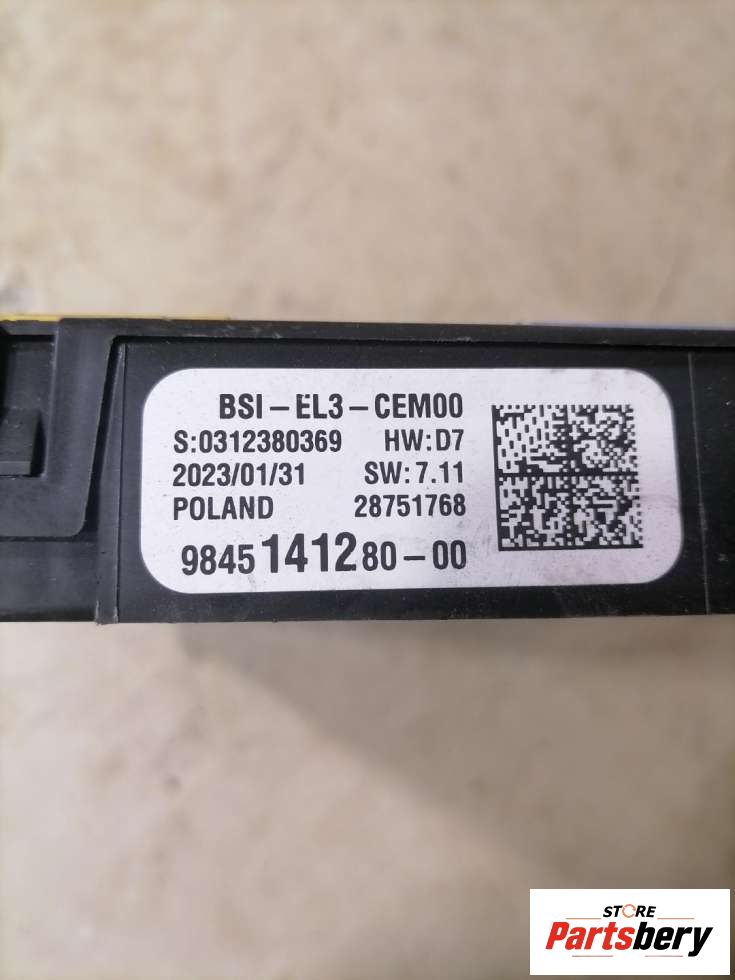 BSI-EL3-CEM00
S:0312380369 HW:D7
2023/01/31 SW:7.11
POLAND 28751768
9845141280-00
STORE
Partsbery